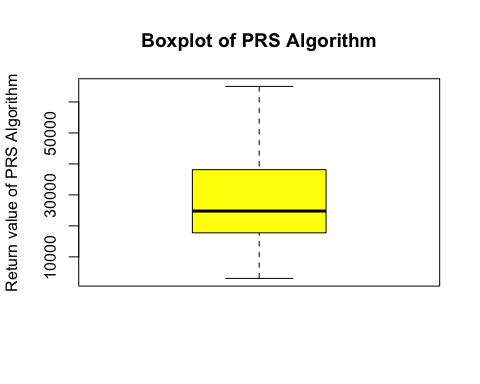 Boxplot of PRS Algorithm
Return value of PRS Algorithm
50000
30000
10000